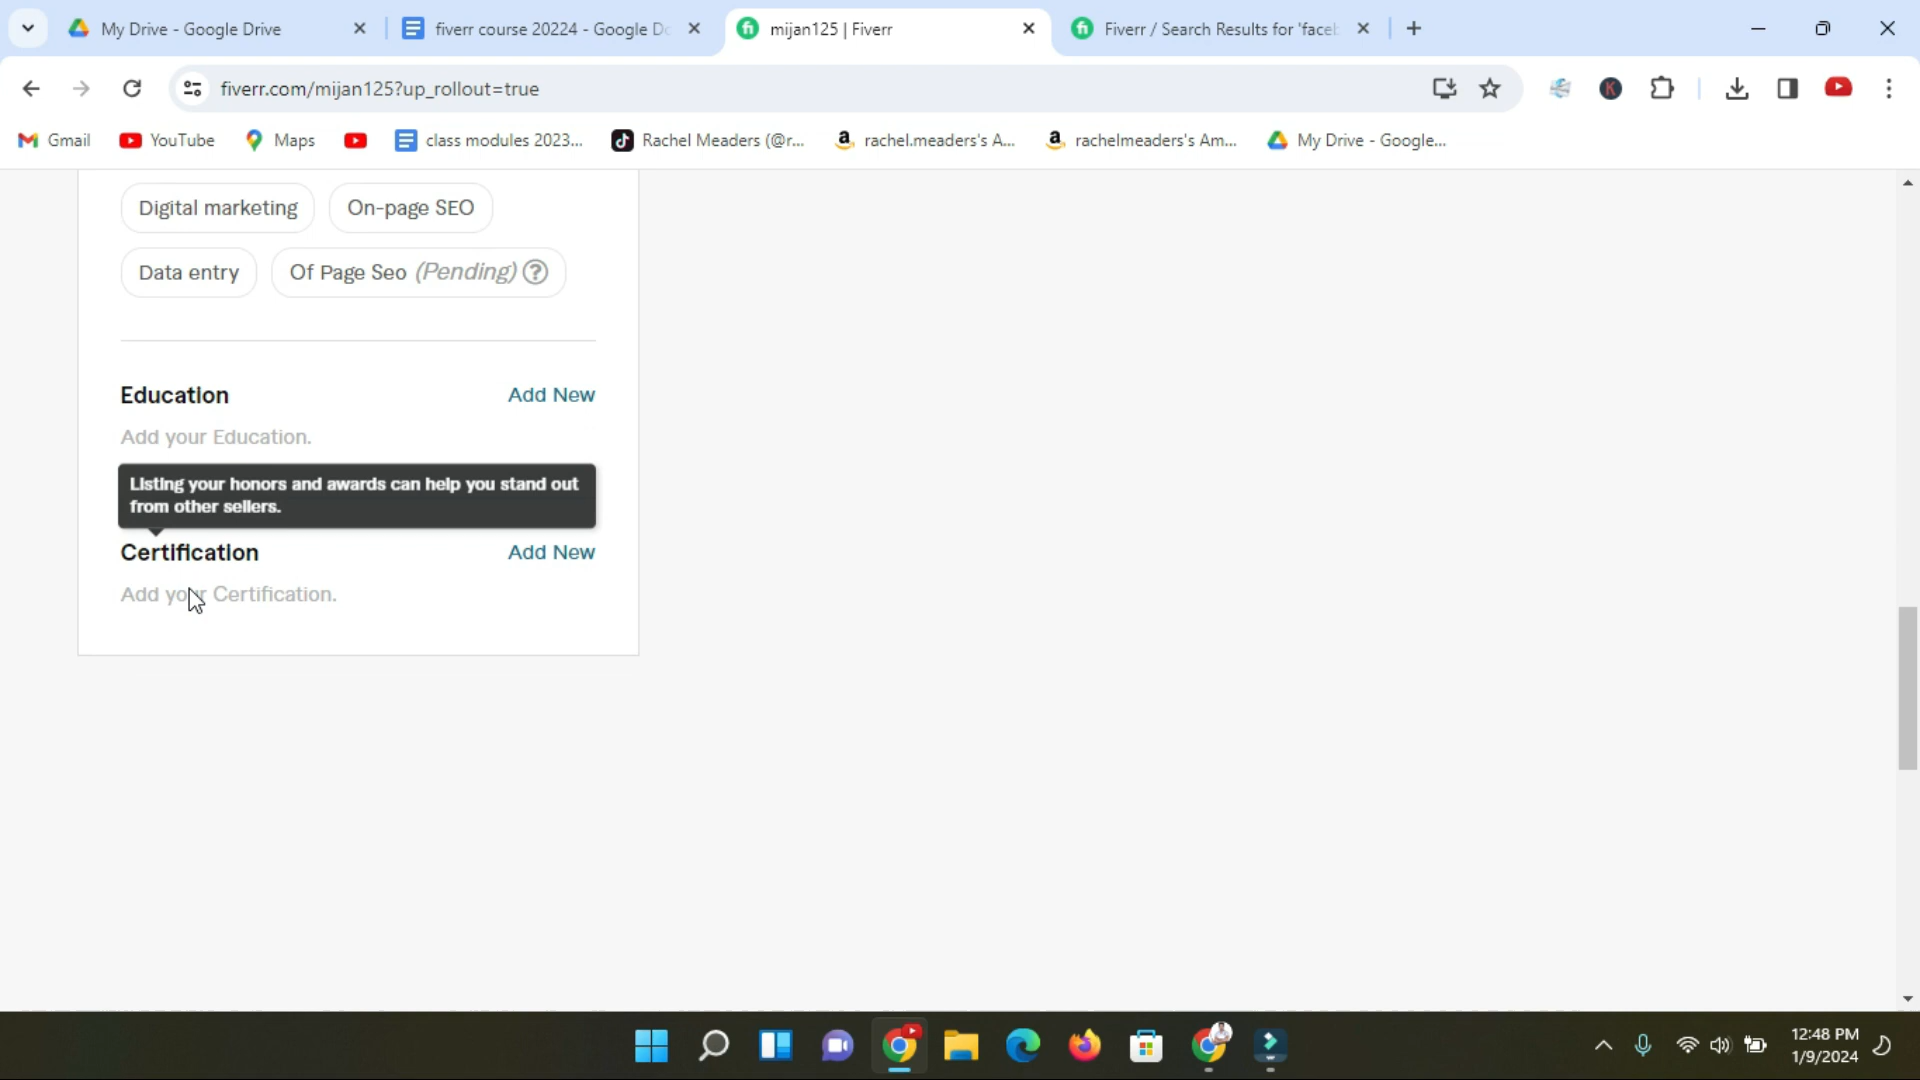 My Drive - Google Drive
fiverr course 20224 - Google Do
mijan125 | Fiverr
Fiverr / Search Results for 'faceb
fiverr.com/mijan125?up_rollout=true
K
Gmail
YouTube
Maps
class modules 2023...
Rachel Meaders (@r...
rachel.meaders's A...
rachelmeaders's Am...
My Drive - Google...
Digital marketing
On-page SEO
Data entry
Of Page Seo (Pending) ?
Education
Add New
Add your Education.
Listing your honors and awards can help you stand out
from other sellers.
Certification
Add New
Add your Certification.
12:48 PM
1/9/2024